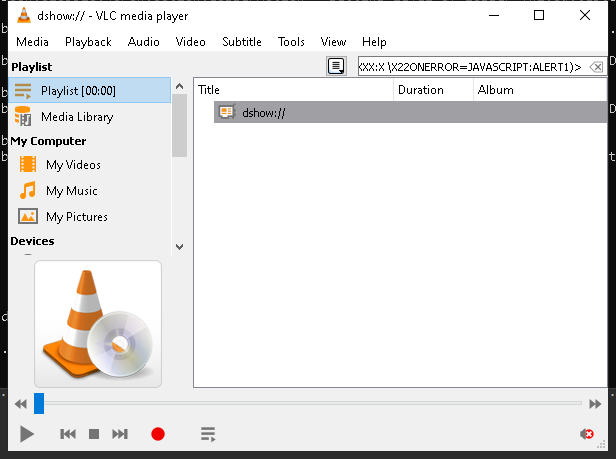 dshow:// - VLC media player
Media Playback Audio Video Subtitle Tools View Help
Playlist
XX:X \X22ONERROR=JAVASCRIPT:ALERT1)>
Playlist [00:00]
Media Library
My Computer
My Videos
My Music
My Pictures
Devices
Title Duration Album
dshow://